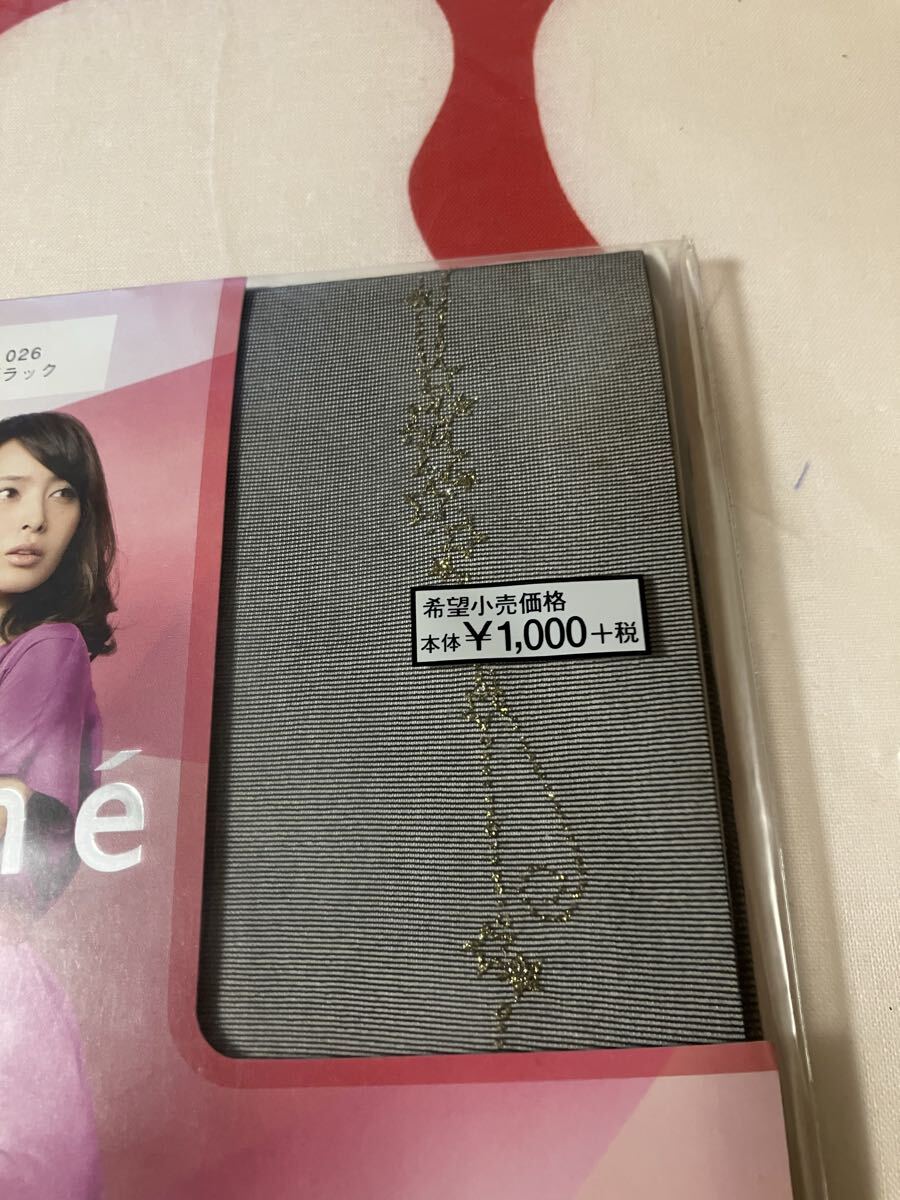 026
ラック
希望小売価格
本体¥1,000+税
né